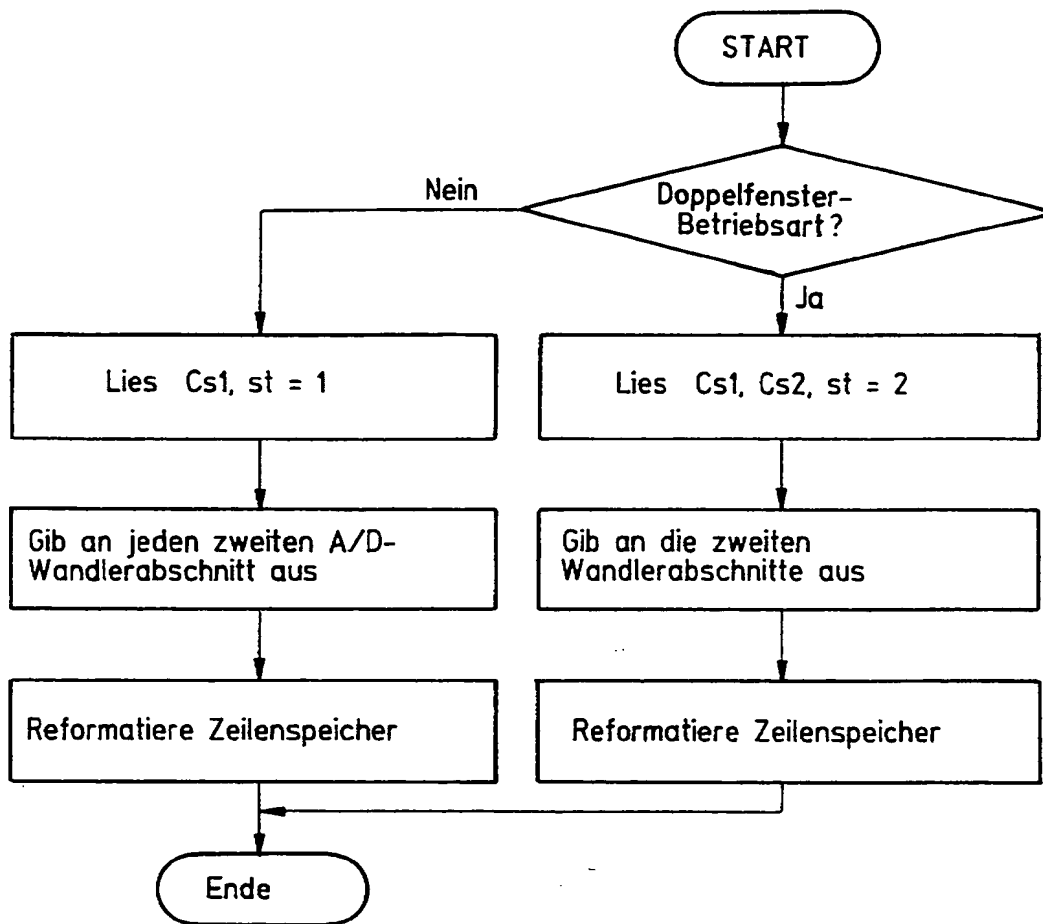 START
Doppelfenster-
Betriebsart?
Nein
Ja
Lies Cs1, st = 1
Lies Cs1, Cs2, st = 2
Gib an jeden zweiten A/D-
Wandlerabschnitt aus
Gib an die zweiten
Wandlerabschnitte aus
Reformatiere Zeilenspeicher
Reformatiere Zeilenspeicher
Ende